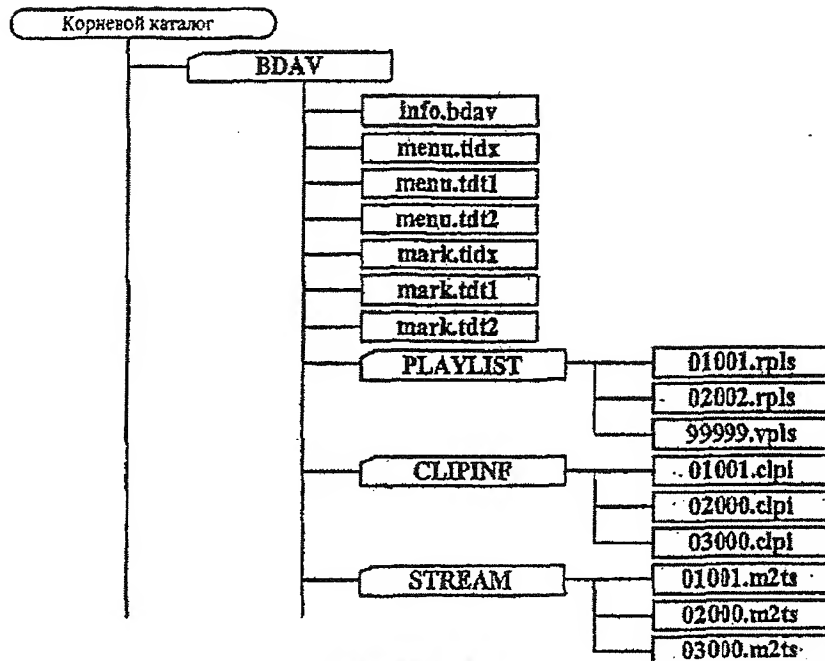 Корневой каталог
BDAV
info.bdav
menu.tidx
menu.tdt1
menu.tdt2
mark.tidx
mark.tdt1
mark.tdt2
PLAYLIST
01001.rpls
02002.rpls
99999.vpls
CLIPINF
01001.clpi
02000.clpi
03000.clpi
STREAM
01001.m2ts
02000.m2ts
03000.m2ts